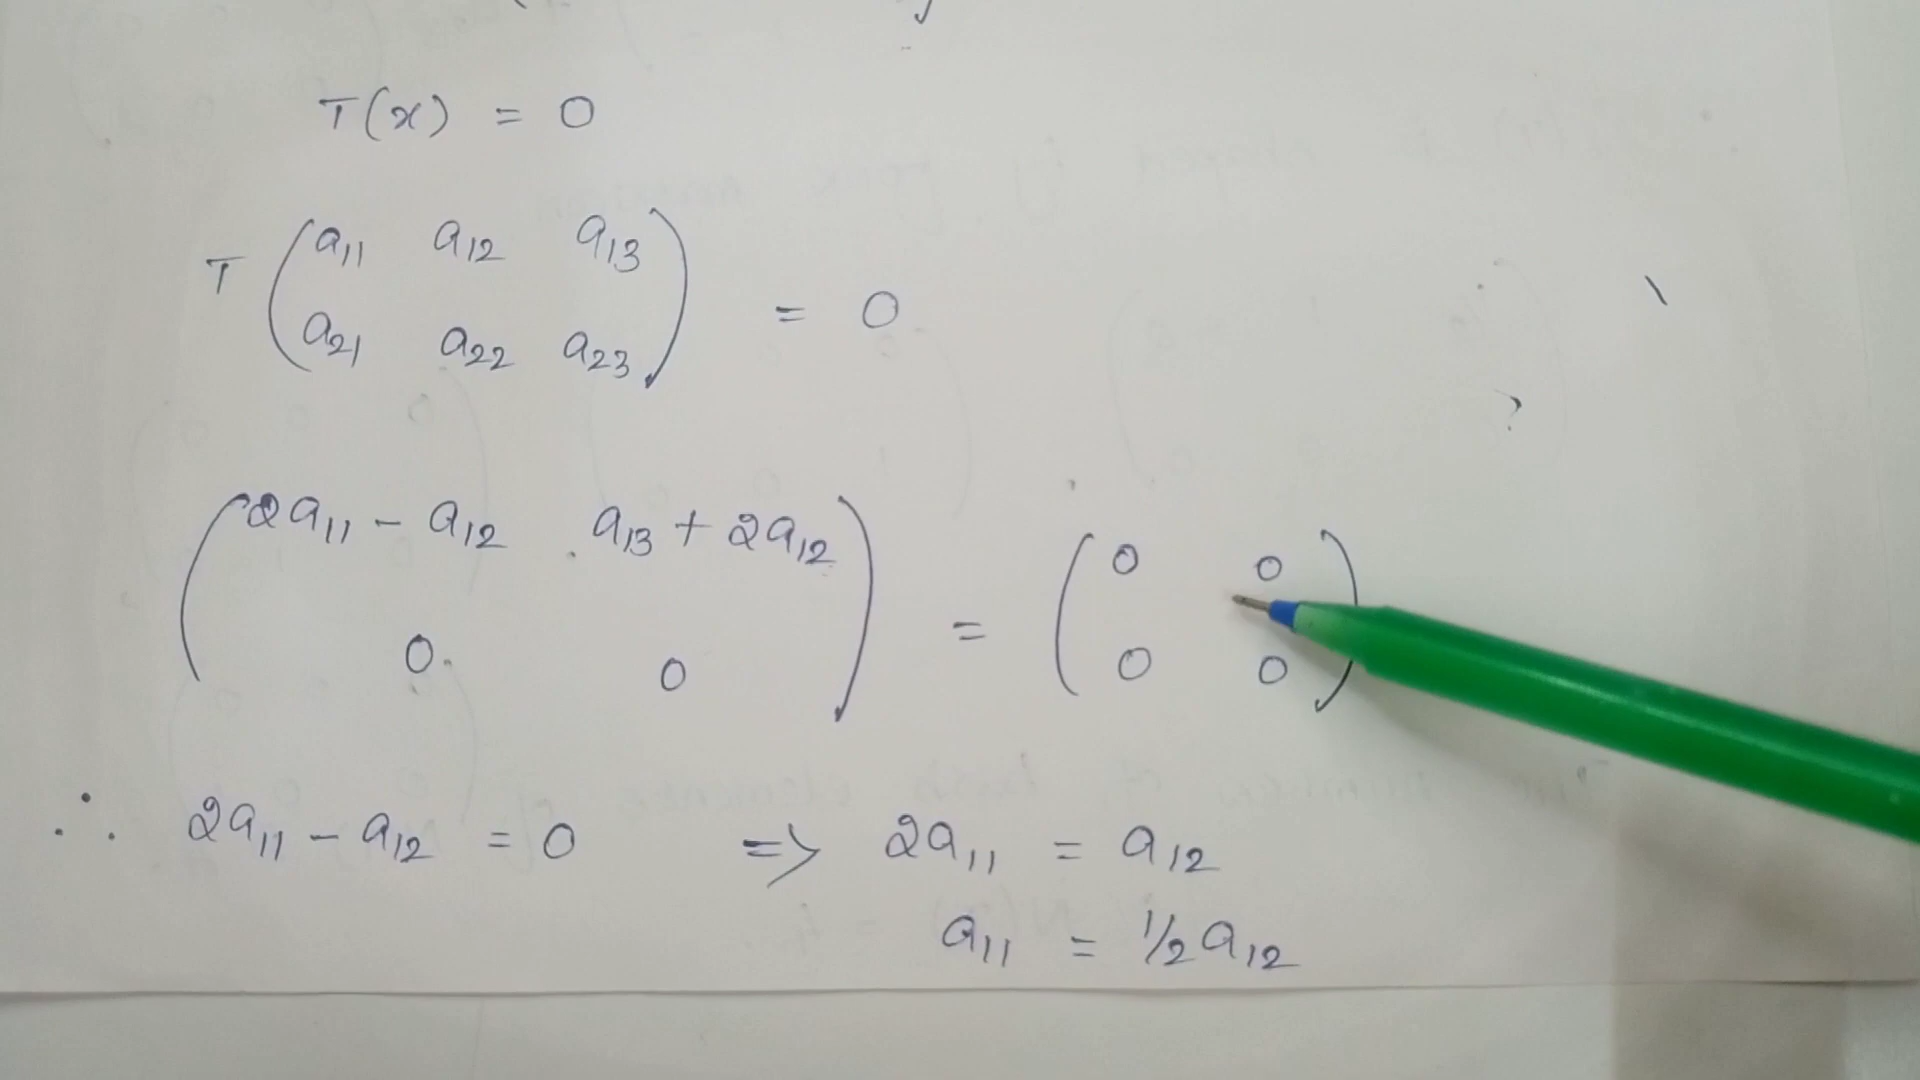 T(x) = 0
T ( a11 a12 a13
a21 a22 a23 ) = 0
( 2a11 - a12 a13 + 2a12
0 0 ) = ( 0 0
0 0 )
∴ 2a11 - a12 = 0 => 2a11 = a12
a11 = 1/2 a12